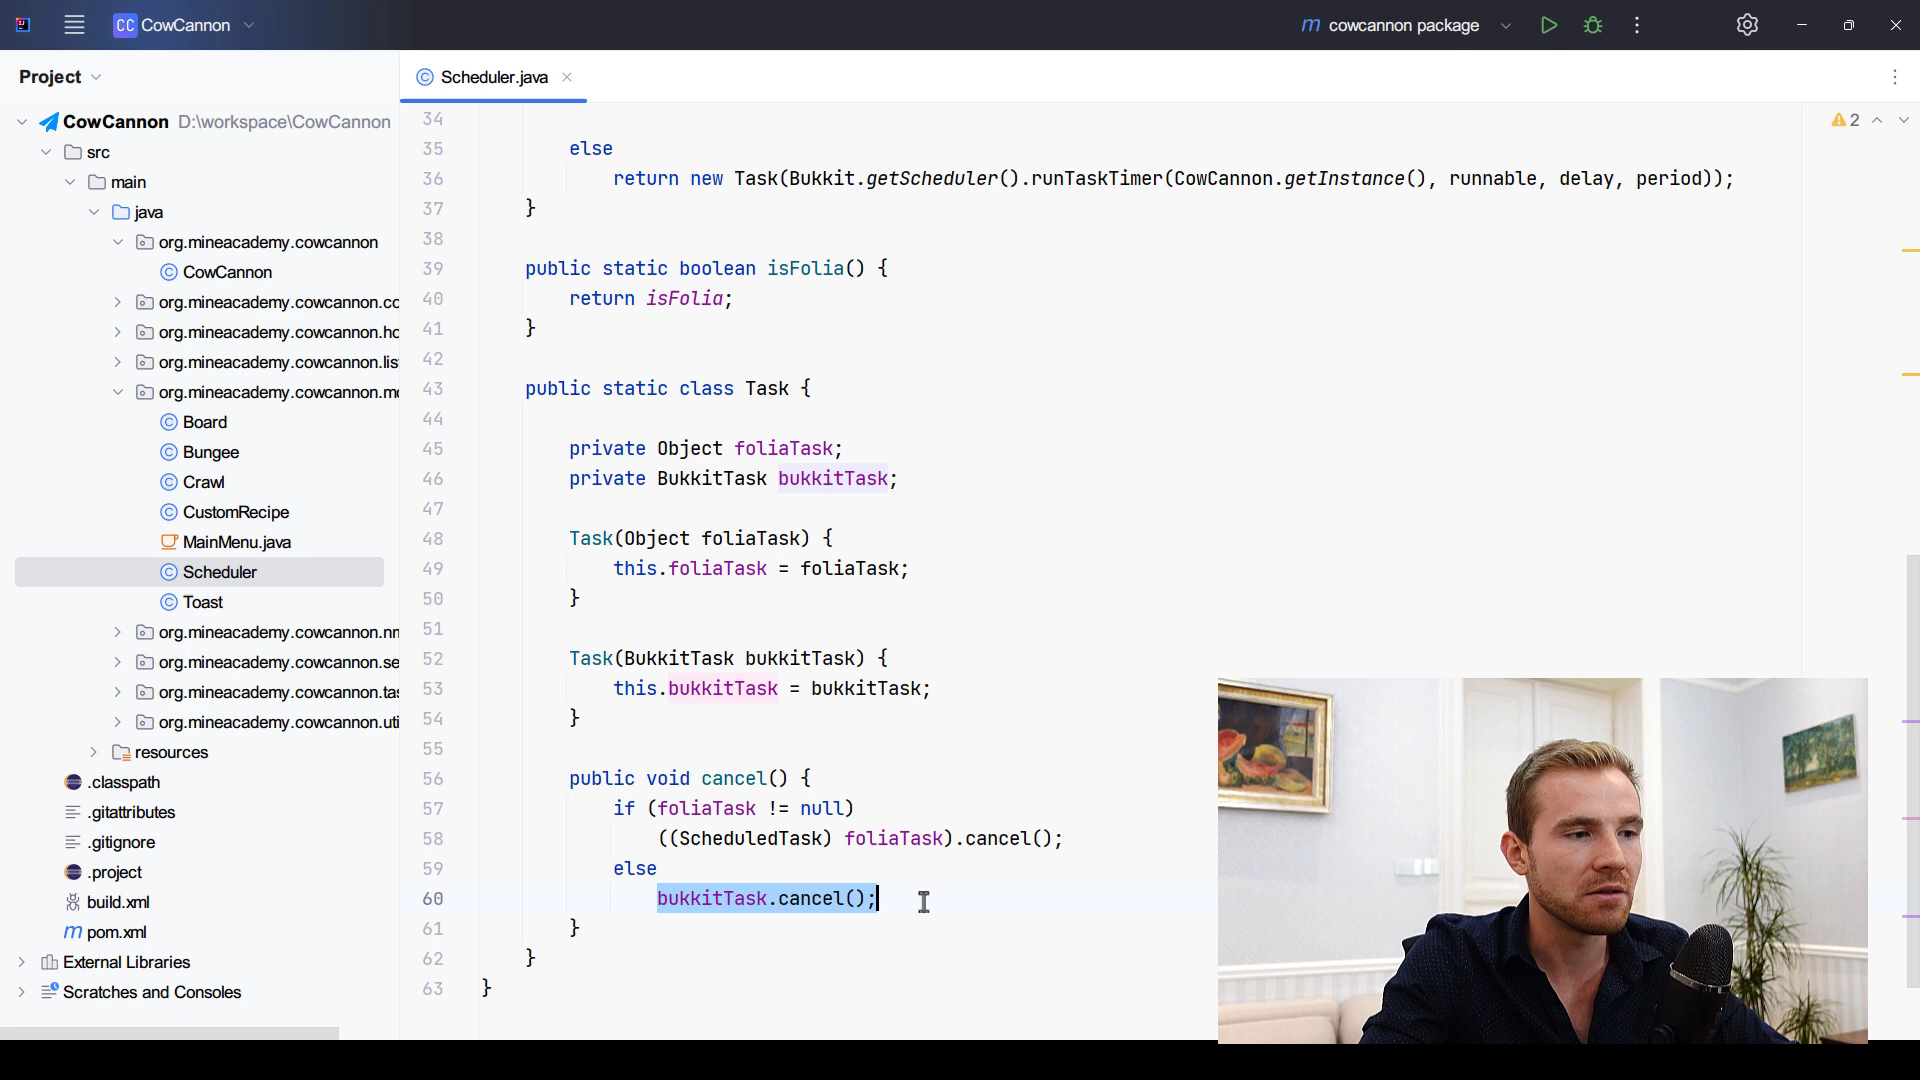 CC CowCannon
m cowcannon package
Project
Scheduler.java
CowCannon D:\workspace\CowCannon
src
main
java
org.mineacademy.cowcannon
CowCannon
org.mineacademy.cowcannon.co
org.mineacademy.cowcannon.ho
org.mineacademy.cowcannon.lis
org.mineacademy.cowcannon.mo
Board
Bungee
Crawl
CustomRecipe
MainMenu.java
Scheduler
Toast
org.mineacademy.cowcannon.nm
org.mineacademy.cowcannon.se
org.mineacademy.cowcannon.tas
org.mineacademy.cowcannon.uti
resources
.classpath
.gitattributes
.gitignore
.project
build.xml
m pom.xml
External Libraries
Scratches and Consoles
2
34
35 else
36 return new Task(Bukkit.getScheduler().runTaskTimer(CowCannon.getInstance(), runnable, delay, period));
37 }
38
39 public static boolean isFolia() {
40 return isFolia;
41 }
42
43 public static class Task {
44
45 private Object foliaTask;
46 private BukkitTask bukkitTask;
47
48 Task(Object foliaTask) {
49 this.foliaTask = foliaTask;
50 }
51
52 Task(BukkitTask bukkitTask) {
53 this.bukkitTask = bukkitTask;
54 }
55
56 public void cancel() {
57 if (foliaTask != null)
58 ((ScheduledTask) foliaTask).cancel();
59 else
60 bukkitTask.cancel();
61 }
62 }
63 }